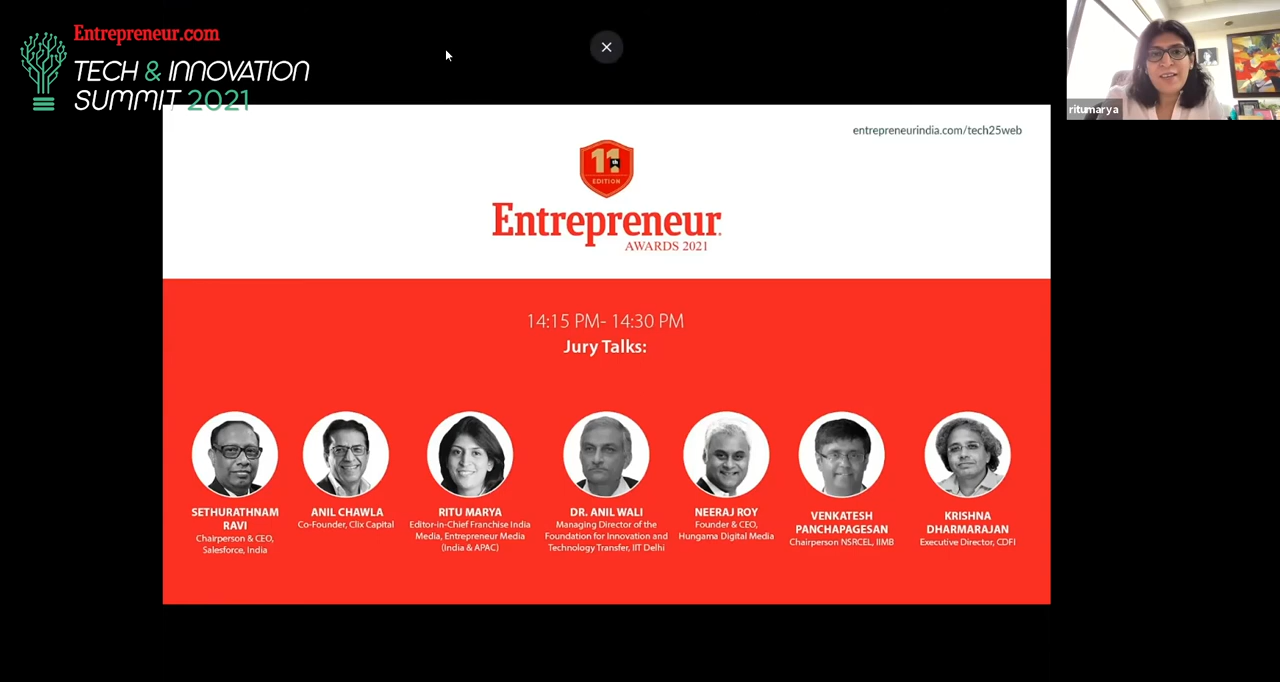 Entrepreneur.com
TECH & INNOVATION
SUMMIT 2021
ritumarya
entrepreneurindia.com/tech25web
11th
EDITION
Entrepreneur
AWARDS 2021
14:15 PM- 14:30 PM
Jury Talks:
SETHURATHNAM
RAVI
Chairperson & CEO,
Salesforce, India
ANIL CHAWLA
Co-Founder, Clix Capital
RITU MARYA
Editor-in-Chief Franchise India
Media, Entrepreneur Media
(India & APAC)
DR. ANIL WALI
Managing Director of the
Foundation for Innovation and
Technology Transfer, IIT Delhi
NEERAJ ROY
Founder & CEO,
Hungama Digital Media
VENKATESH
PANCHAPAGESAN
Chairperson NSRCEL, IIMB
KRISHNA
DHARMARAJAN
Executive Director, CDFI